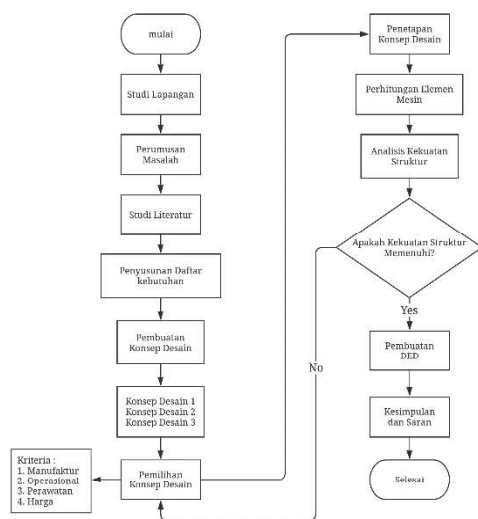 mulai
Studi Lapangan
Perumusan
Masalah
Studi Literatur
Penyusunan Daftar
kebutuhan
Pembuatan
Konsep Desain
Konsep Desain 1
Konsep Desain 2
Konsep Desain 3
Kriteria :
1. Manufaktur
2. Operasional
3. Perawatan
4. Harga
Pemilihan
Konsep Desain
Penetapan
Konsep Desain
Perhitungan Elemen
Mesin
Analisis Kekuatan
Struktur
Apakah Kekuatan Struktur
Memenuhi?
Yes
No
Pembuatan
DED
Kesimpulan
dan Saran
Selesai